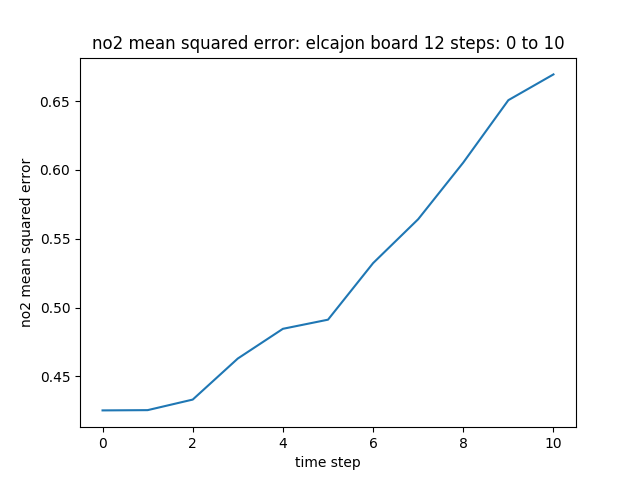 no2 mean squared error: elcajon board 12 steps: 0 to 10
no2 mean squared error
0.65
0.60
0.55
0.50
0.45
0 2 4 6 8 10
time step